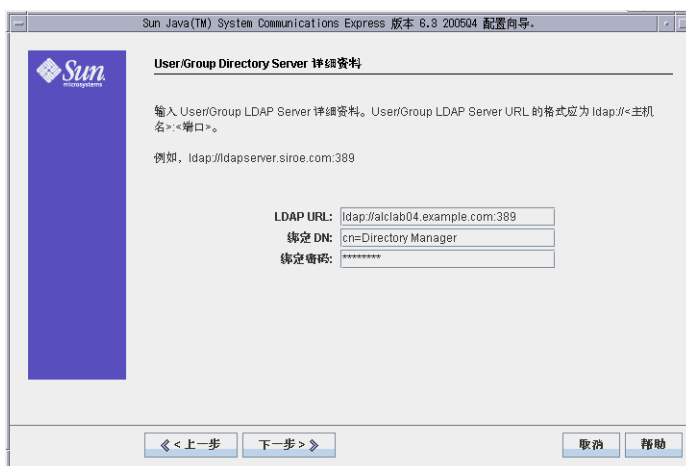 Sun Java(TM) System Communications Express 版本 6.3 2005Q4 配置向导。
Sun
microsystems
User/Group Directory Server 详细资料
输入 User/Group LDAP Server 详细资料。User/Group LDAP Server URL 的格式应为 ldap://<主机
名>:<端口>。
例如，ldap://ldapserver.siroe.com:389
LDAP URL: ldap://alclab04.example.com:389
绑定 DN: cn=Directory Manager
绑定密码: ********
< 上一步 下一步 > 取消 帮助